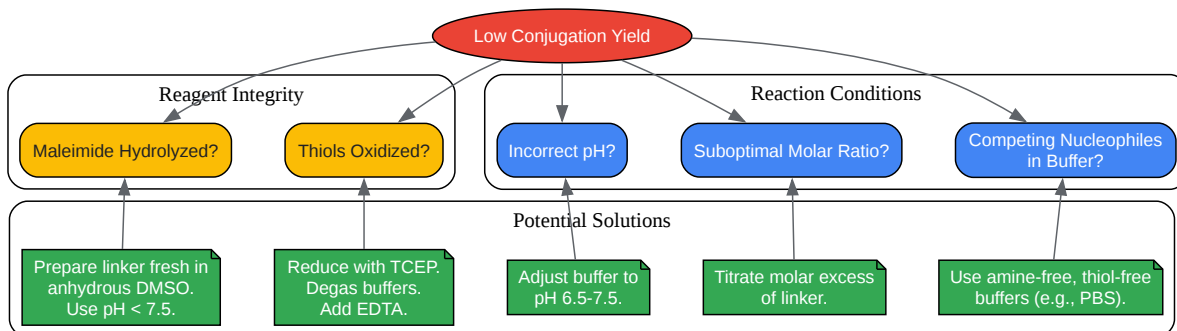 Low Conjugation Yield
Reagent Integrity
Reaction Conditions
Maleimide Hydrolyzed?
Thiols Oxidized?
Incorrect pH?
Suboptimal Molar Ratio?
Competing Nucleophiles
in Buffer?
Potential Solutions
Prepare linker fresh in
anhydrous DMSO.
Use pH < 7.5.
Reduce with TCEP.
Degas buffers.
Add EDTA.
Adjust buffer to
pH 6.5-7.5.
Titrate molar excess
of linker.
Use amine-free, thiol-free
buffers (e.g., PBS).